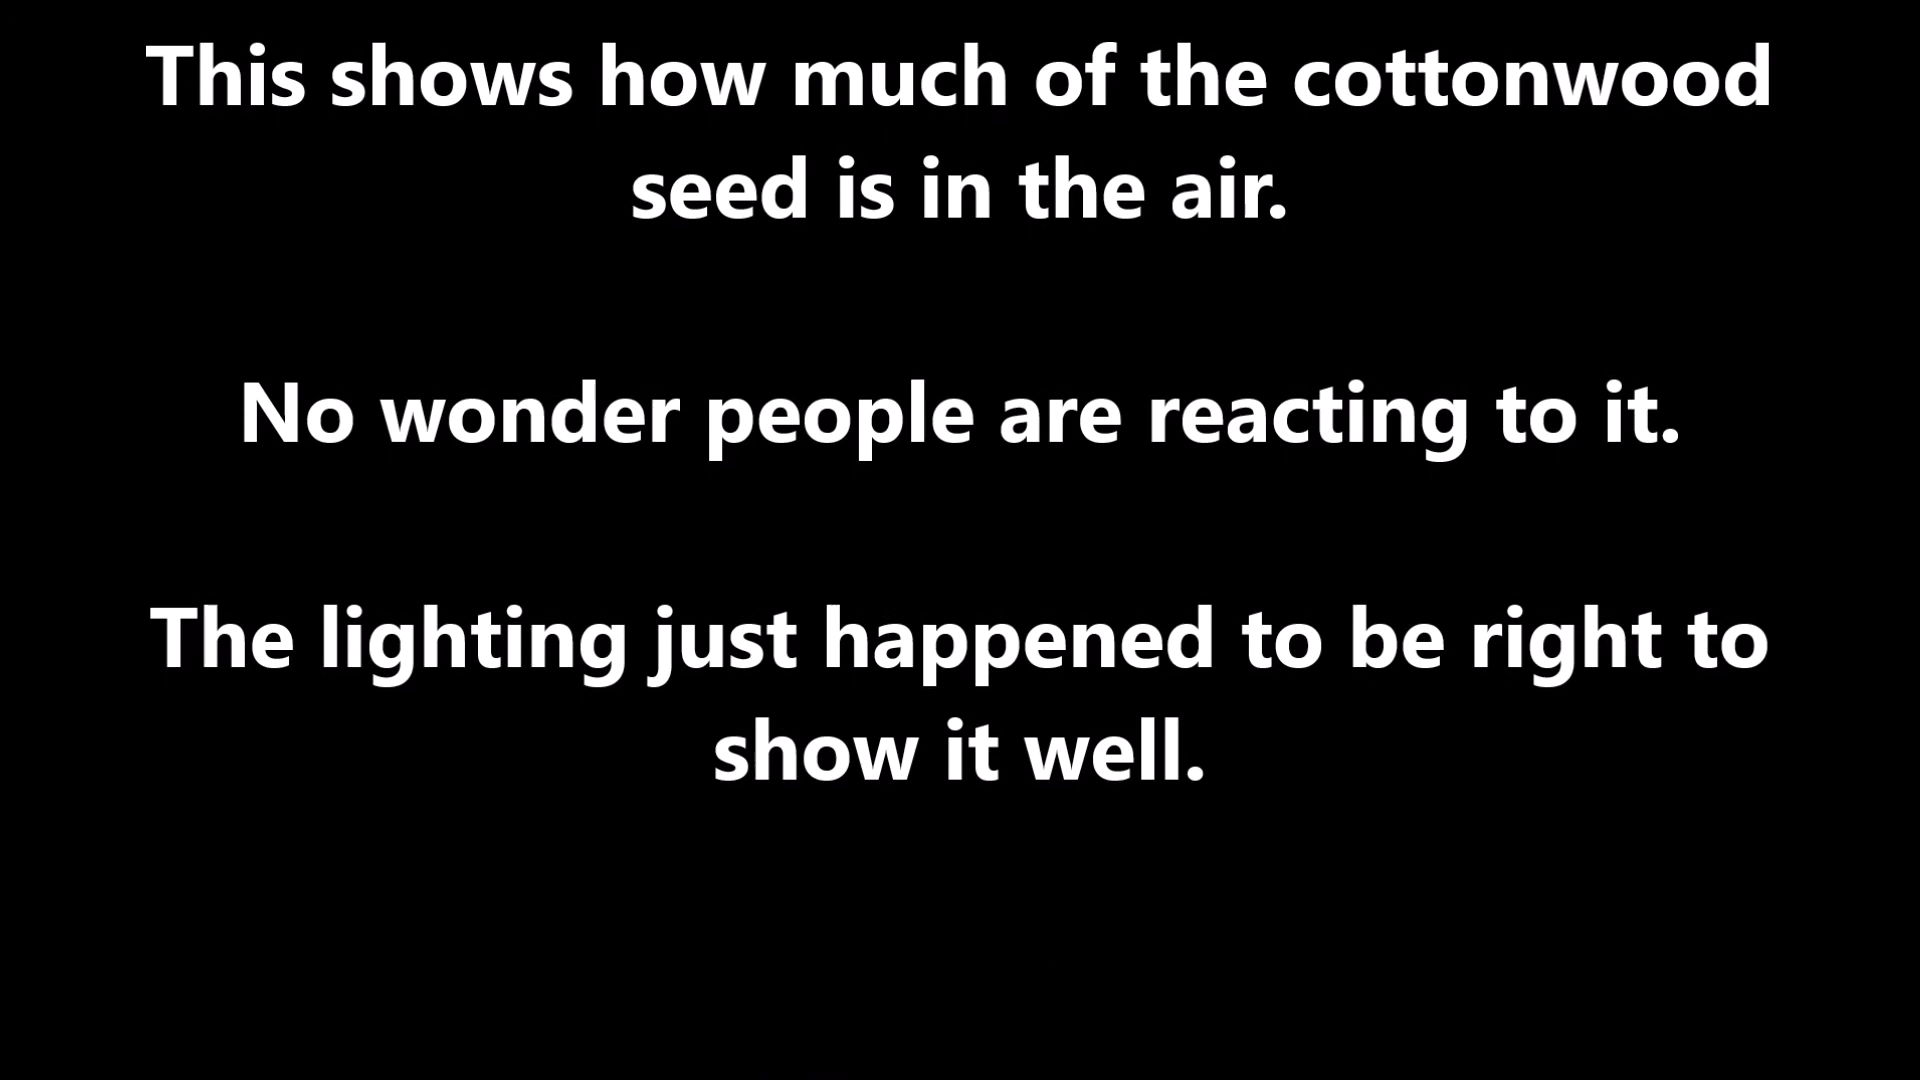 This shows how much of the cottonwood
seed is in the air.
No wonder people are reacting to it.
The lighting just happened to be right to
show it well.